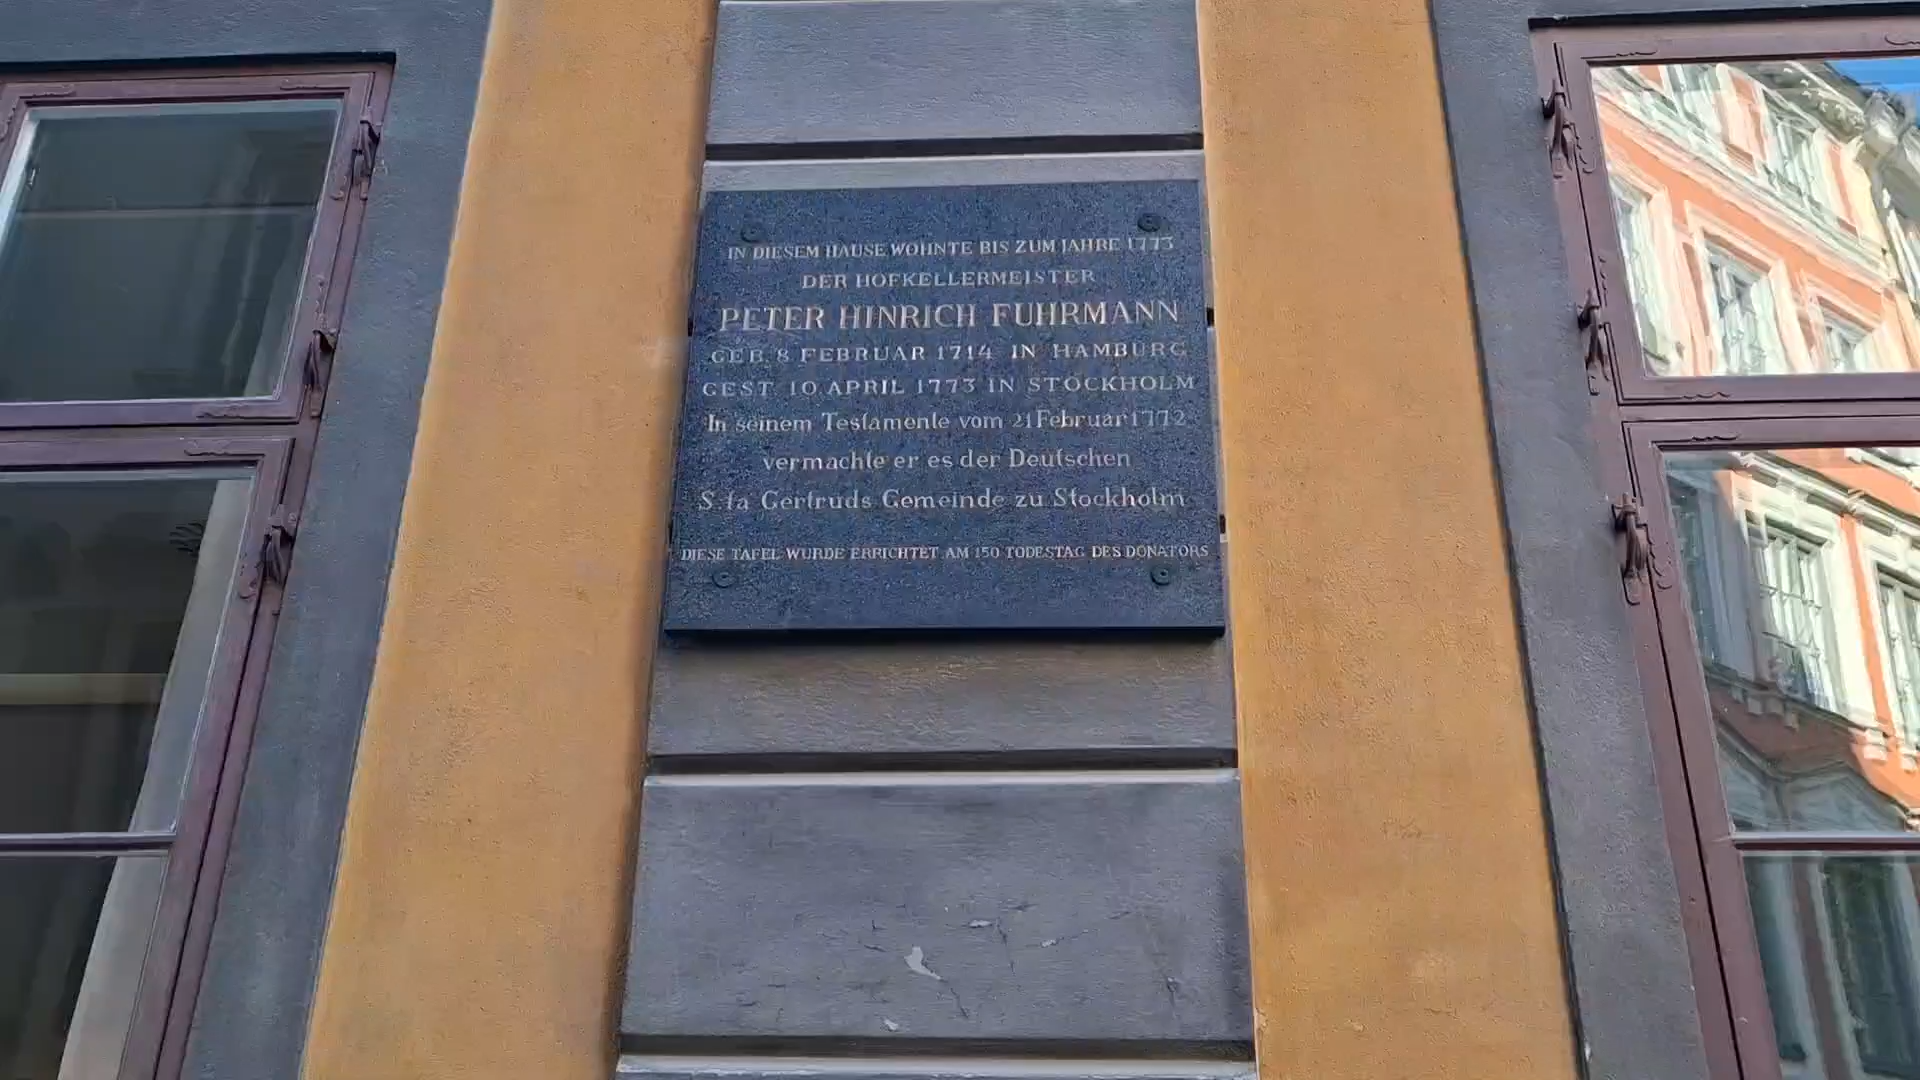 IN DIESEM HAUSE WOHNTE BIS ZUM JAHRE 1773
DER HOFKELLERMEISTER
PETER HINRICH FUHRMANN
GEB. 8 FEBRUAR 1714 IN HAMBURG
GEST. 10. APRIL 1773 IN STOCKHOLM
In seinem Testamente vom 21 Februar 1772
vermachte er es der Deutschen
S:ta Gertruds Gemeinde zu Stockholm
DIESE TAFEL WURDE ERRICHTET AM 150 TODESTAG DES DONATORS